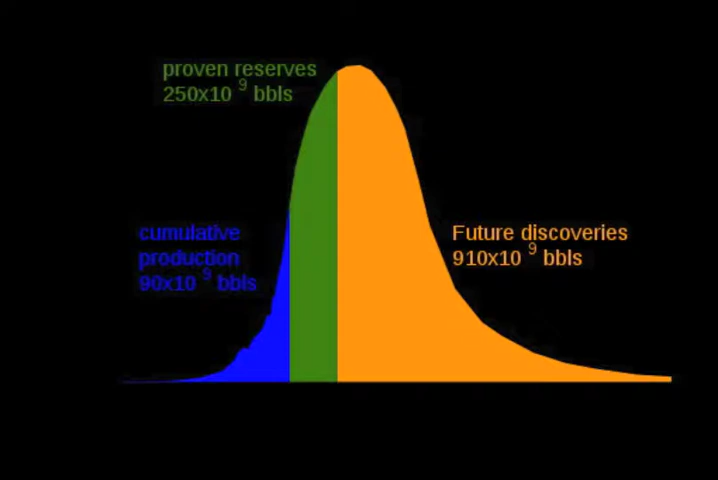 proven reserves
250x10 9 bbls
cumulative
production
90x10 9 bbls
Future discoveries
910x10 9 bbls